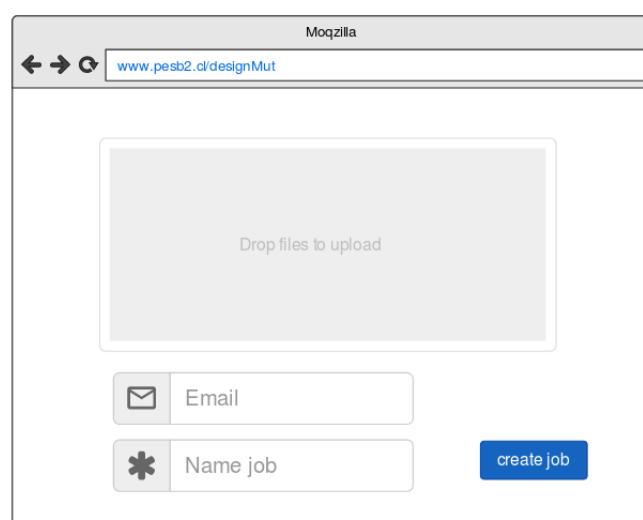 Moqzilla
www.pesb2.cl/designMut
Drop files to upload
Email
Name job
create job